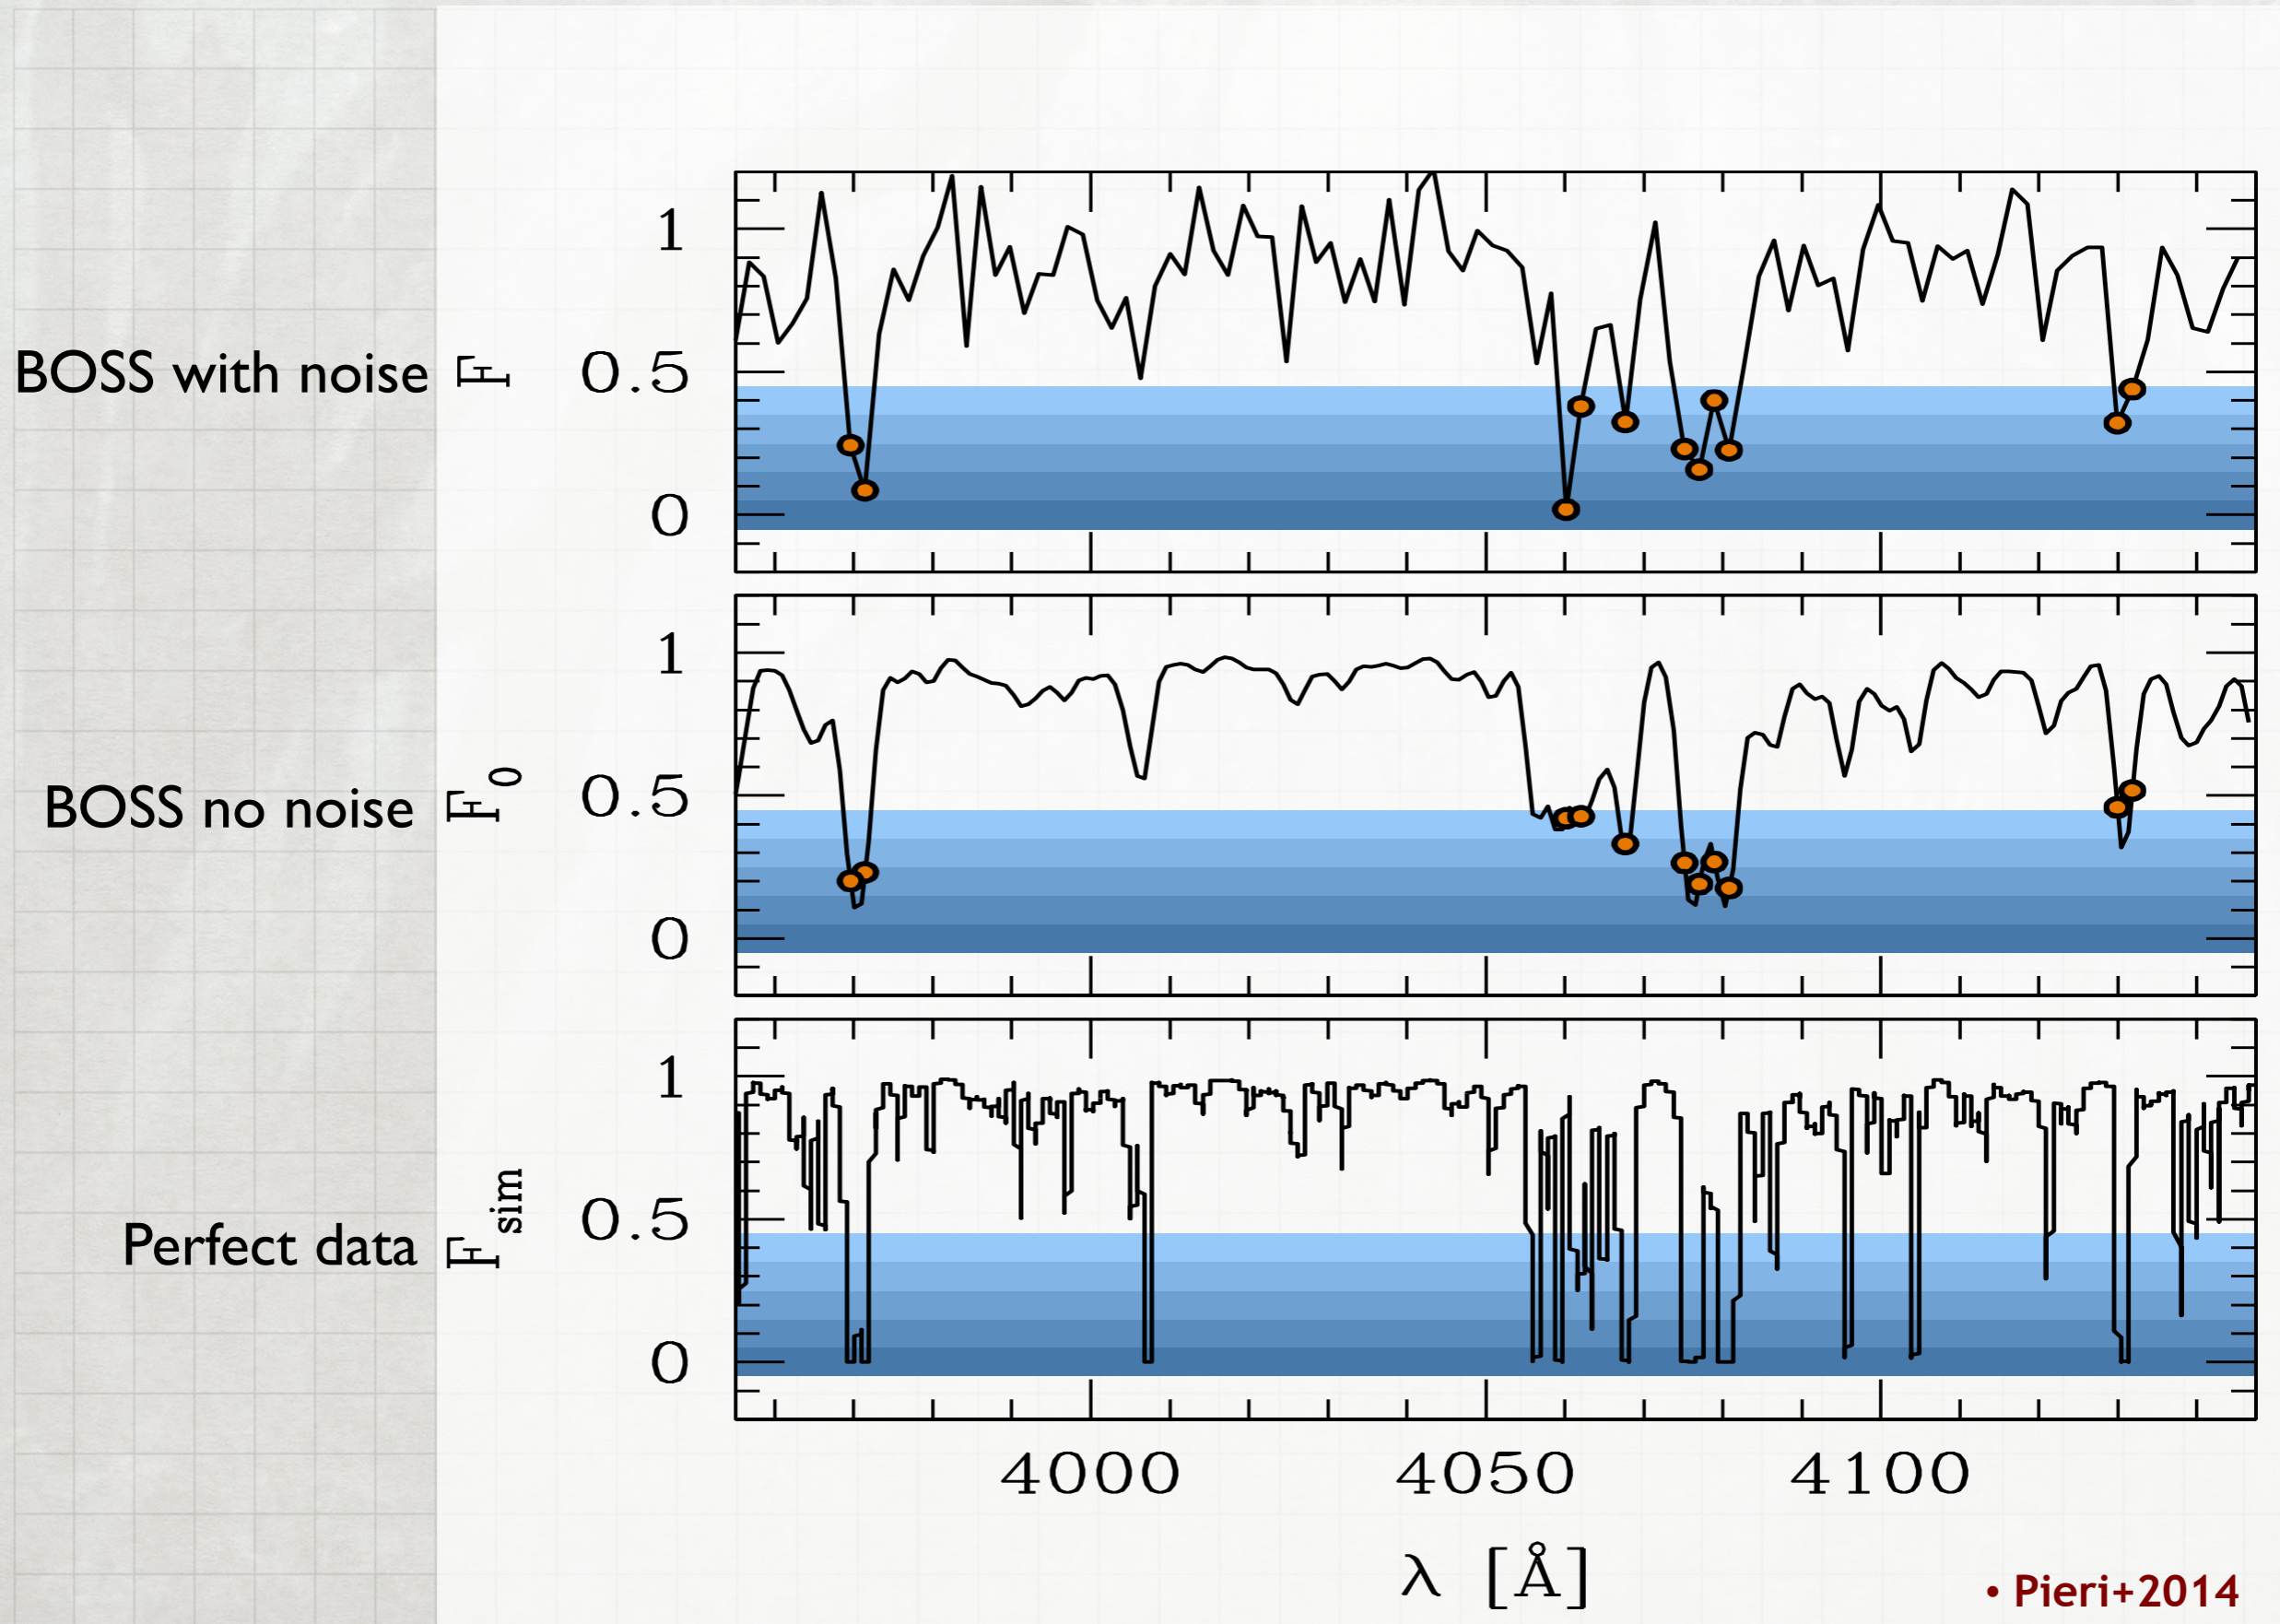 BOSS with noise F
1
0.5
0
BOSS no noise F0
1
0.5
0
Perfect data Fsim
1
0.5
0
4000 4050 4100
λ [Å]
• Pieri+2014